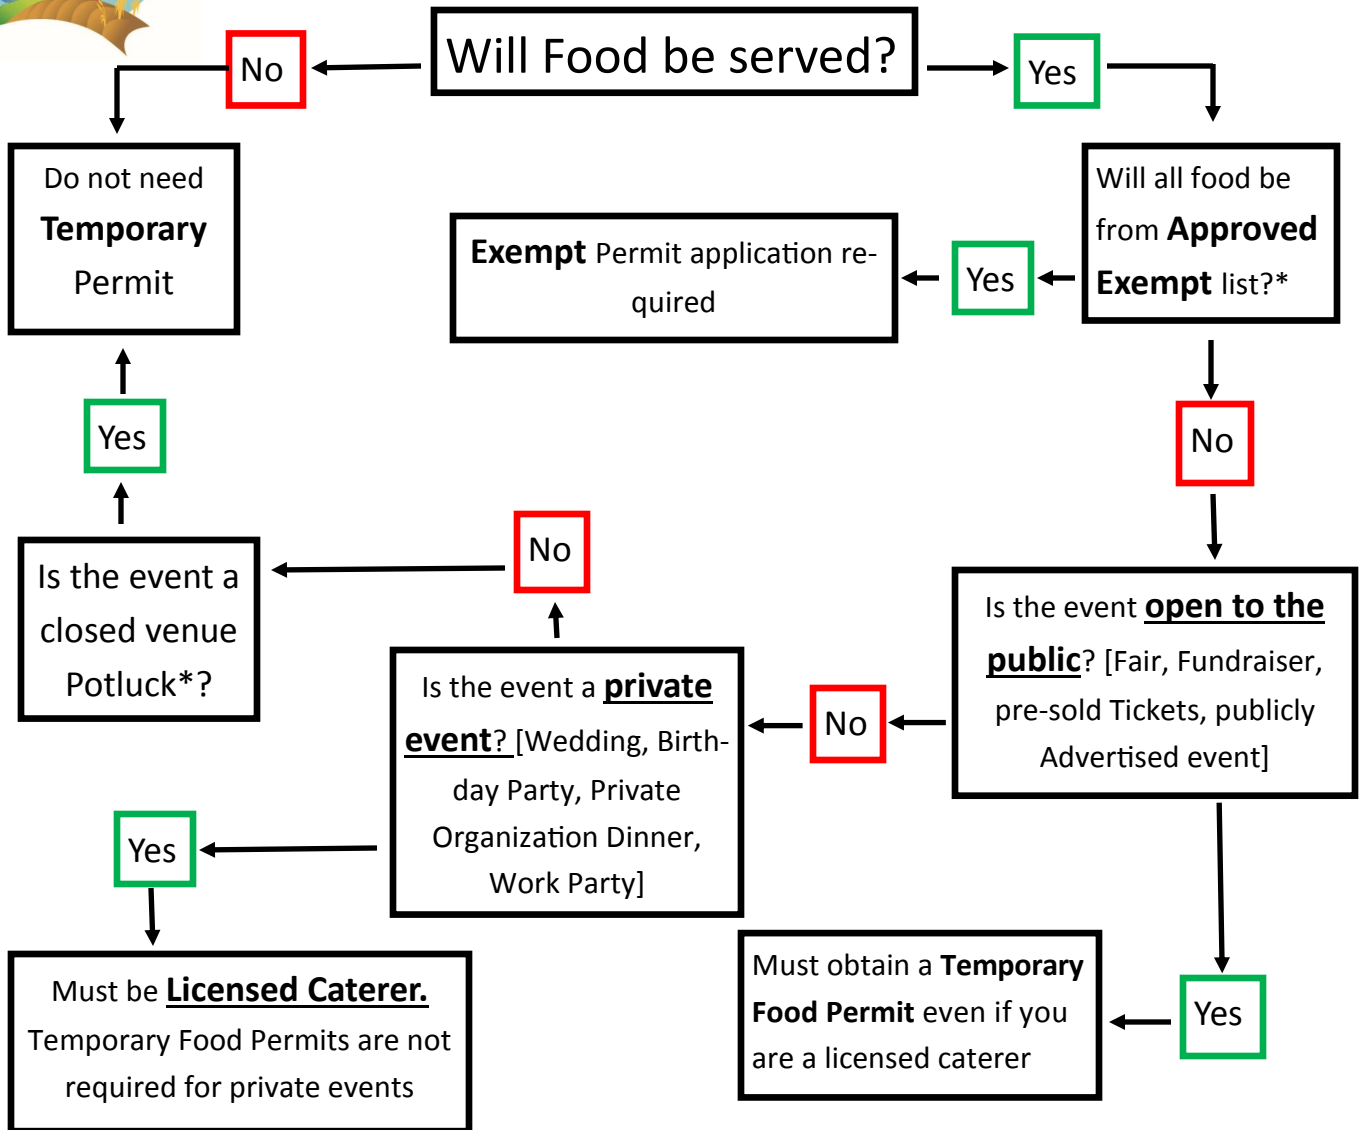 Will Food be served?
No
Yes
Do not need
Temporary
Permit
Will all food be
from Approved
Exempt list?*
Yes
Exempt Permit application re-
quired
No
Yes
Is the event a
closed venue
Potluck*?
No
Is the event open to the
public? [Fair, Fundraiser,
pre-sold Tickets, publicly
Advertised event]
No
Is the event a private
event? [Wedding, Birth-
day Party, Private
Organization Dinner,
Work Party]
Yes
Must be Licensed Caterer.
Temporary Food Permits are not
required for private events
Yes
Must obtain a Temporary
Food Permit even if you
are a licensed caterer